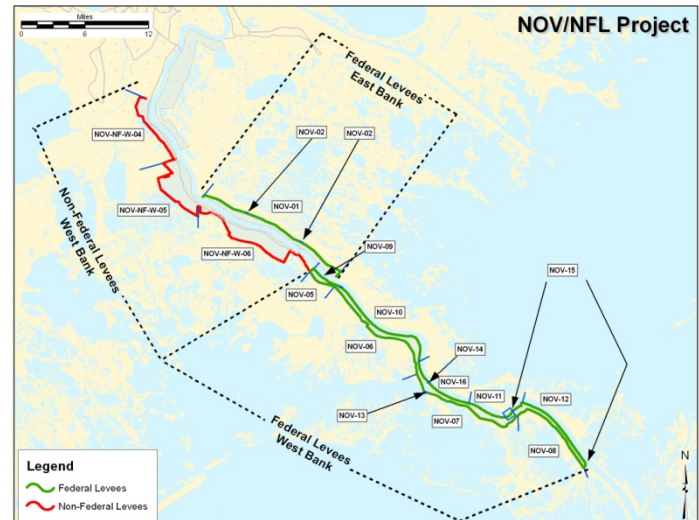 Miles
0 3 6 12
NOV/NFL Project
Federal Levees
East Bank
NOV-02
NOV-02
NOV-NF-W-04
NOV-01
NOV-NF-W-05
Non-Federal Levees
West Bank
NOV-NF-W-06
NOV-09
NOV-15
NOV-05
NOV-10
NOV-06
NOV-14
NOV-16
NOV-11
NOV-12
NOV-13
NOV-07
NOV-08
Federal Levees
West Bank
N
Legend
Federal Levees
Non-Federal Levees